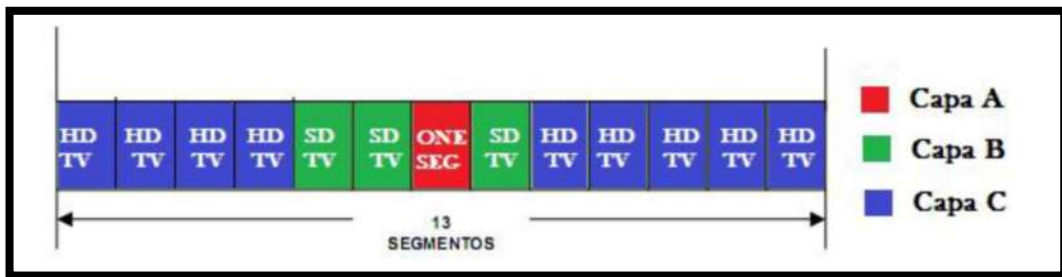 HD TV
HD TV
HD TV
HD TV
SD TV
SD TV
ONE SEG
SD TV
HD TV
HD TV
HD TV
HD TV
HD TV
13
SEGMENTOS
Capa A
Capa B
Capa C